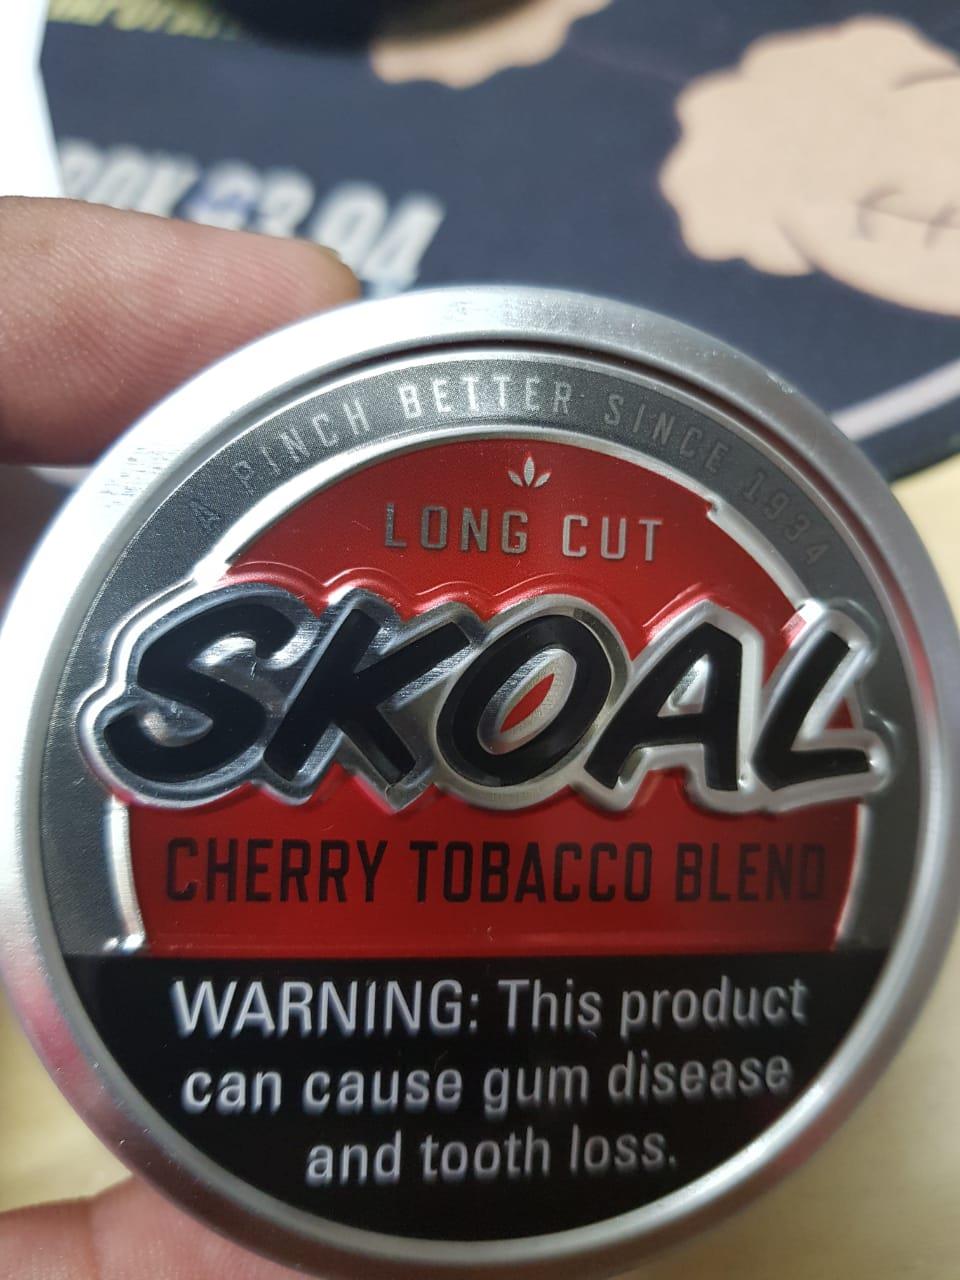 A PINCH BETTER SINCE 1934
LONG CUT
SKOAL
CHERRY TOBACCO BLEND
WARNING: This product
can cause gum disease
and tooth loss.